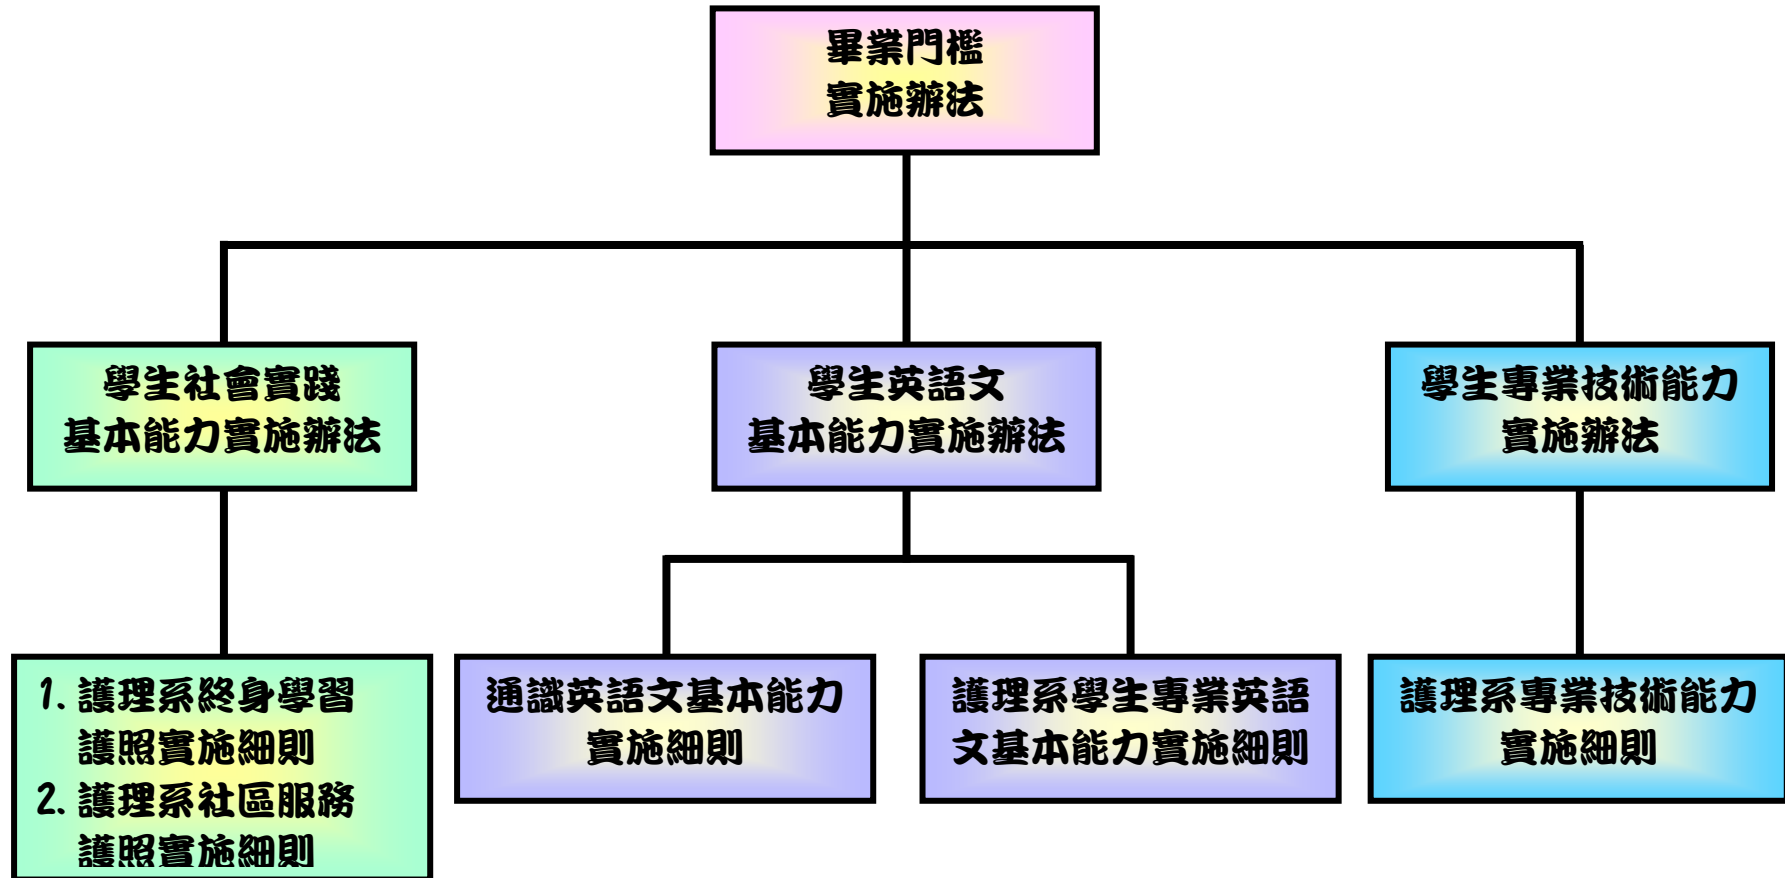 畢業門檻
實施辦法
學生社會實踐
基本能力實施辦法
學生英語文
基本能力實施辦法
學生專業技術能力
實施辦法
1. 護理系終身學習
護照實施細則
2. 護理系社區服務
護照實施細則
通識英語文基本能力
實施細則
護理系學生專業英語
文基本能力實施細則
護理系專業技術能力
實施細則